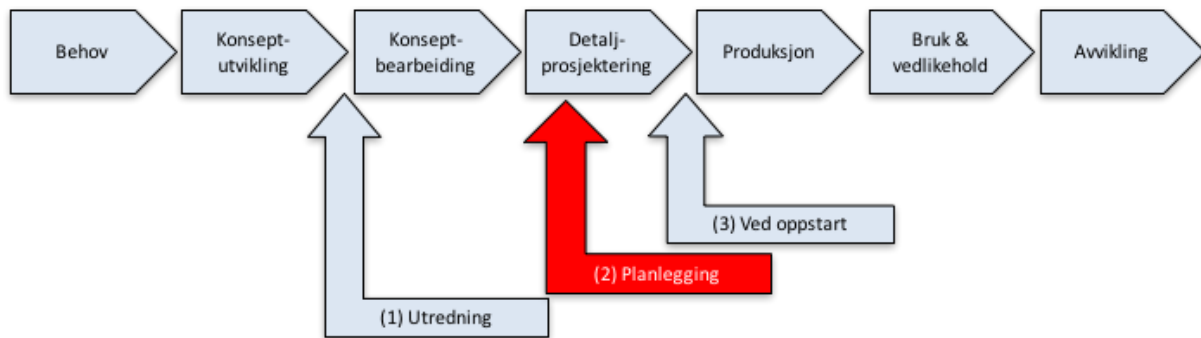 Behov
Konsept-
utvikling
Konsept-
bearbeiding
Detalj-
prosjektering
Produksjon
Bruk &
vedlikehold
Avvikling
(3) Ved oppstart
(2) Planlegging
(1) Utredning